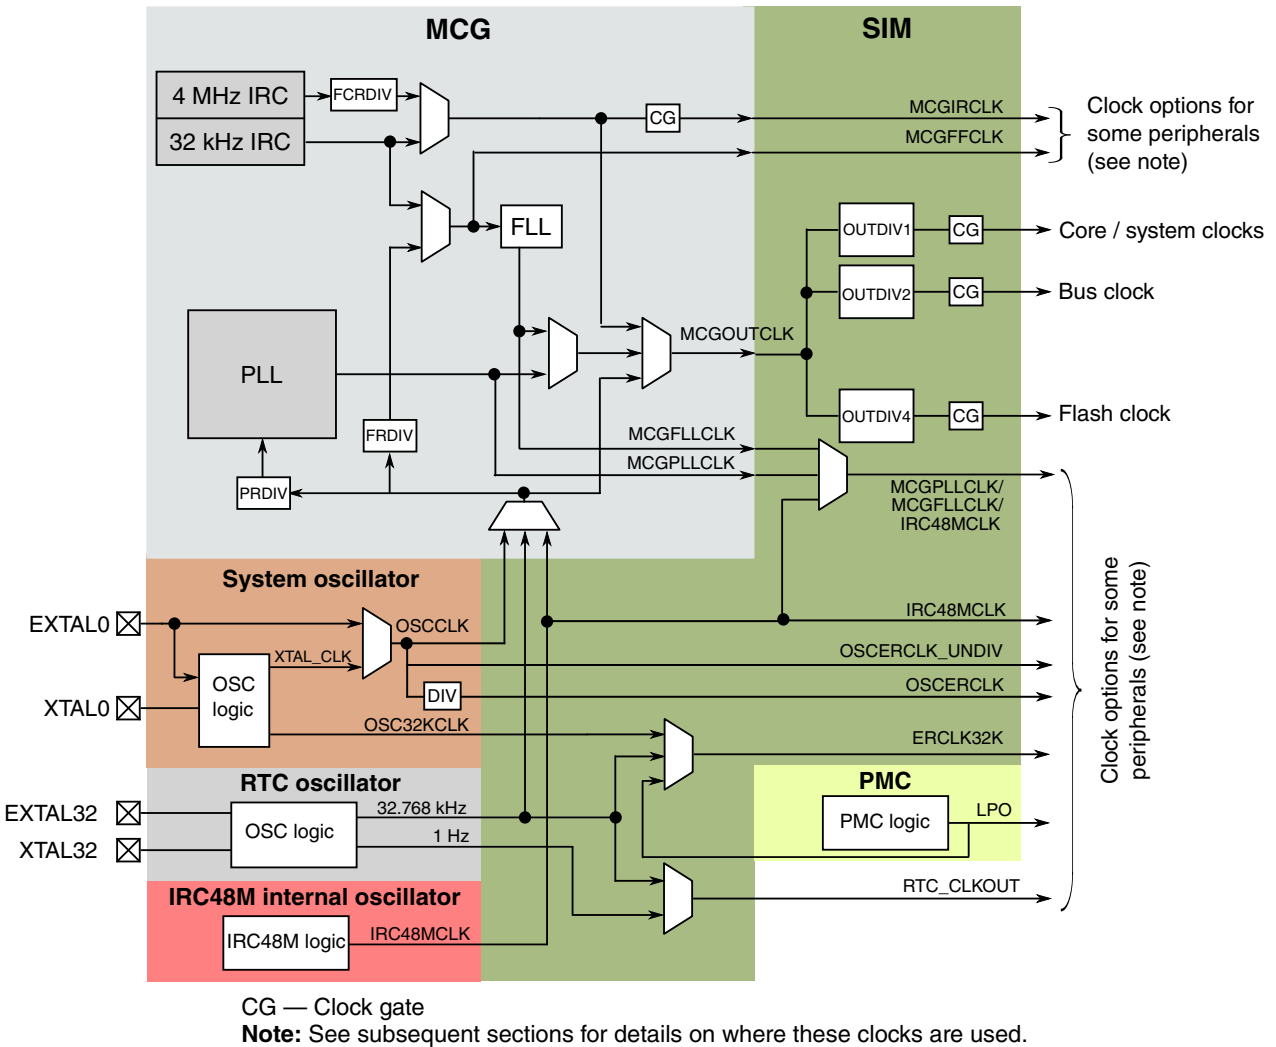 MCG
SIM
4 MHz IRC
FCRDIV
32 kHz IRC
CG
MCGIRCLK
MCGFFCLK
Clock options for
some peripherals
(see note)
FLL
OUTDIV1
CG
Core / system clocks
OUTDIV2
CG
Bus clock
MCGOUTCLK
PLL
OUTDIV4
CG
Flash clock
FRDIV
MCGFLLCLK
MCGPLLCLK
PRDIV
MCGPLLCLK/
MCGFLLCLK/
IRC48MCLK
System oscillator
EXTAL0
OSCCLK
XTAL_CLK
OSC
logic
XTAL0
DIV
OSC32KCLK
IRC48MCLK
OSCERCLK_UNDIV
OSCERCLK
ERCLK32K
Clock options for some
peripherals (see note)
RTC oscillator
EXTAL32
XTAL32
OSC logic
32.768 kHz
1 Hz
PMC
PMC logic
LPO
RTC_CLKOUT
IRC48M internal oscillator
IRC48M logic
IRC48MCLK
CG — Clock gate
Note: See subsequent sections for details on where these clocks are used.